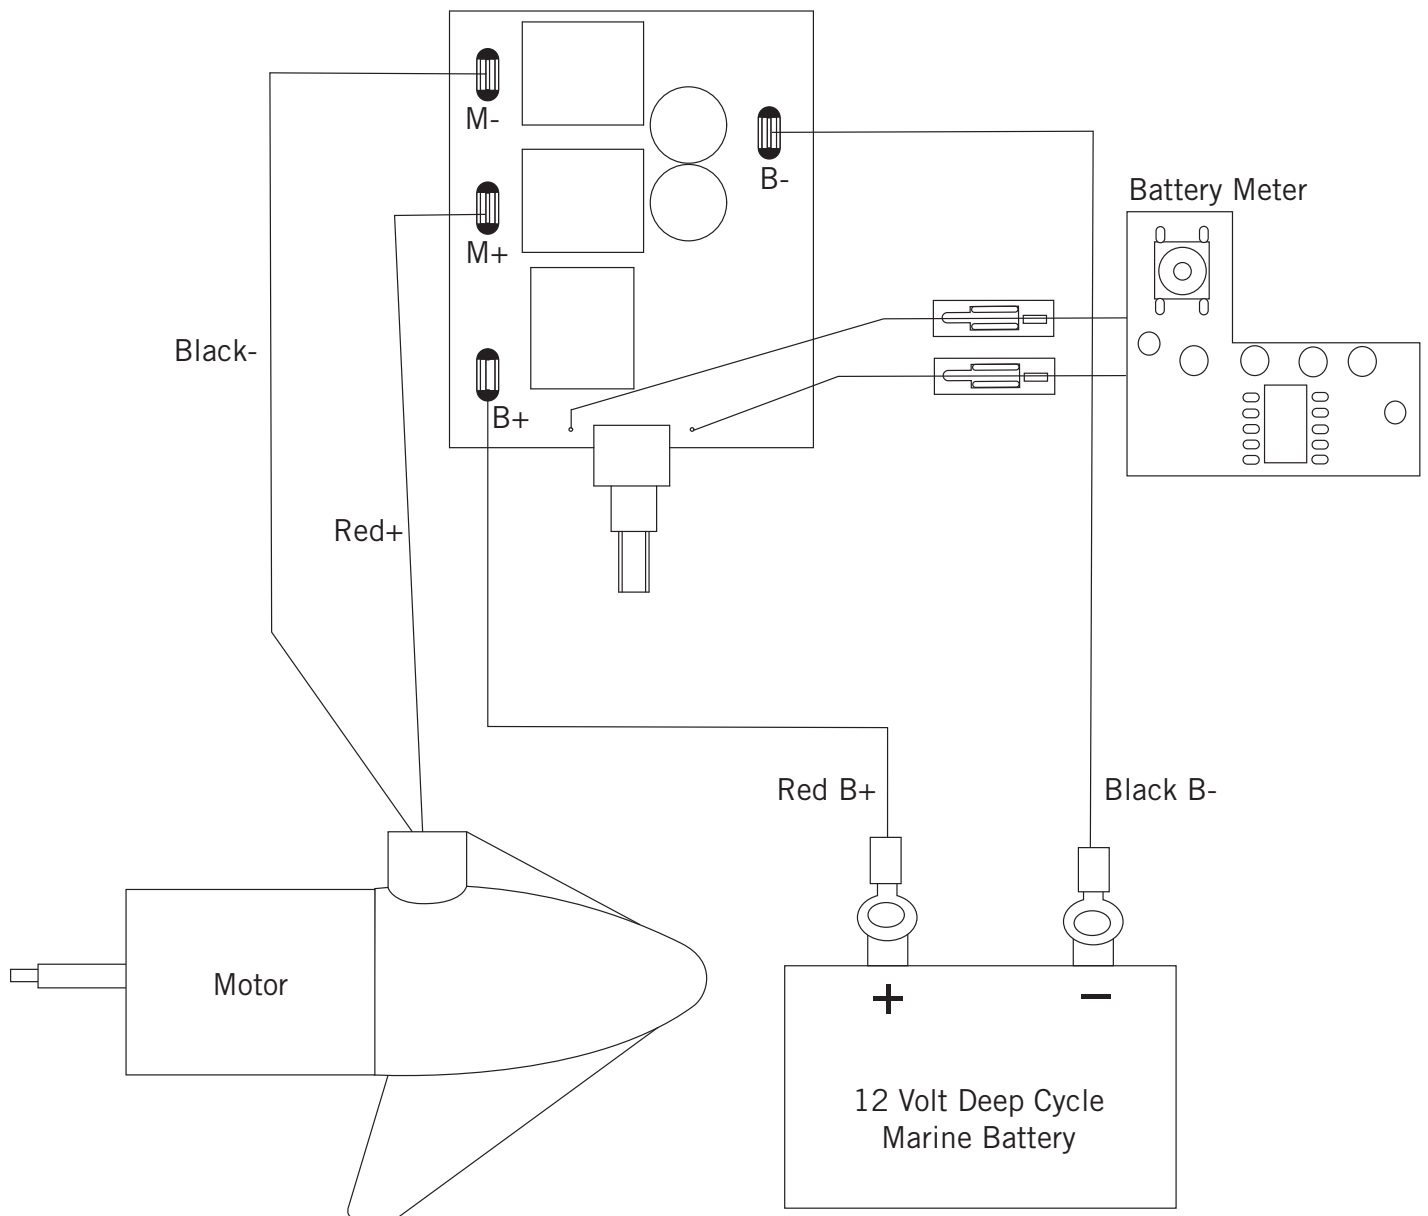 M-
B-
Battery Meter
M+
Black-
B+
Red+
Red B+
Black B-
Motor
+
−
12 Volt Deep Cycle
Marine Battery